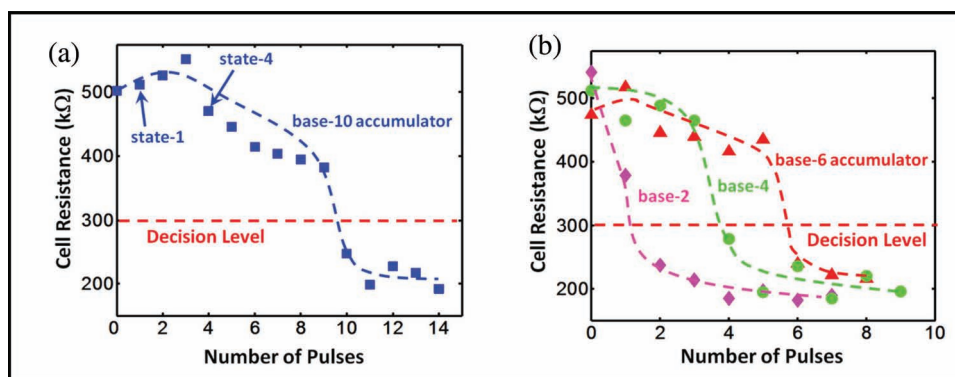 (a)
500
400
300
200
0
2
4
6
8
10
12
14
Cell Resistance (kΩ)
Number of Pulses
state-4
state-1
base-10 accumulator
Decision Level
(b)
500
400
300
200
0
2
4
6
8
10
Cell Resistance (kΩ)
Number of Pulses
base-6 accumulator
base-4
base-2
Decision Level